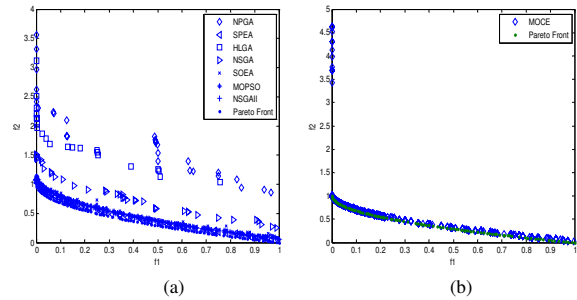 4
3.5
3
2.5
2
1.5
1
0.5
0
f2
0 0.1 0.2 0.3 0.4 0.5 0.6 0.7 0.8 0.9 1
f1
NPGA
SPEA
HLGA
NSGA
SOEA
MOPSO
NSGAII
Pareto Front
(a)
5
4.5
4
3.5
3
2.5
2
1.5
1
0.5
0
f2
0 0.1 0.2 0.3 0.4 0.5 0.6 0.7 0.8 0.9 1
f1
MOCE
Pareto Front
(b)